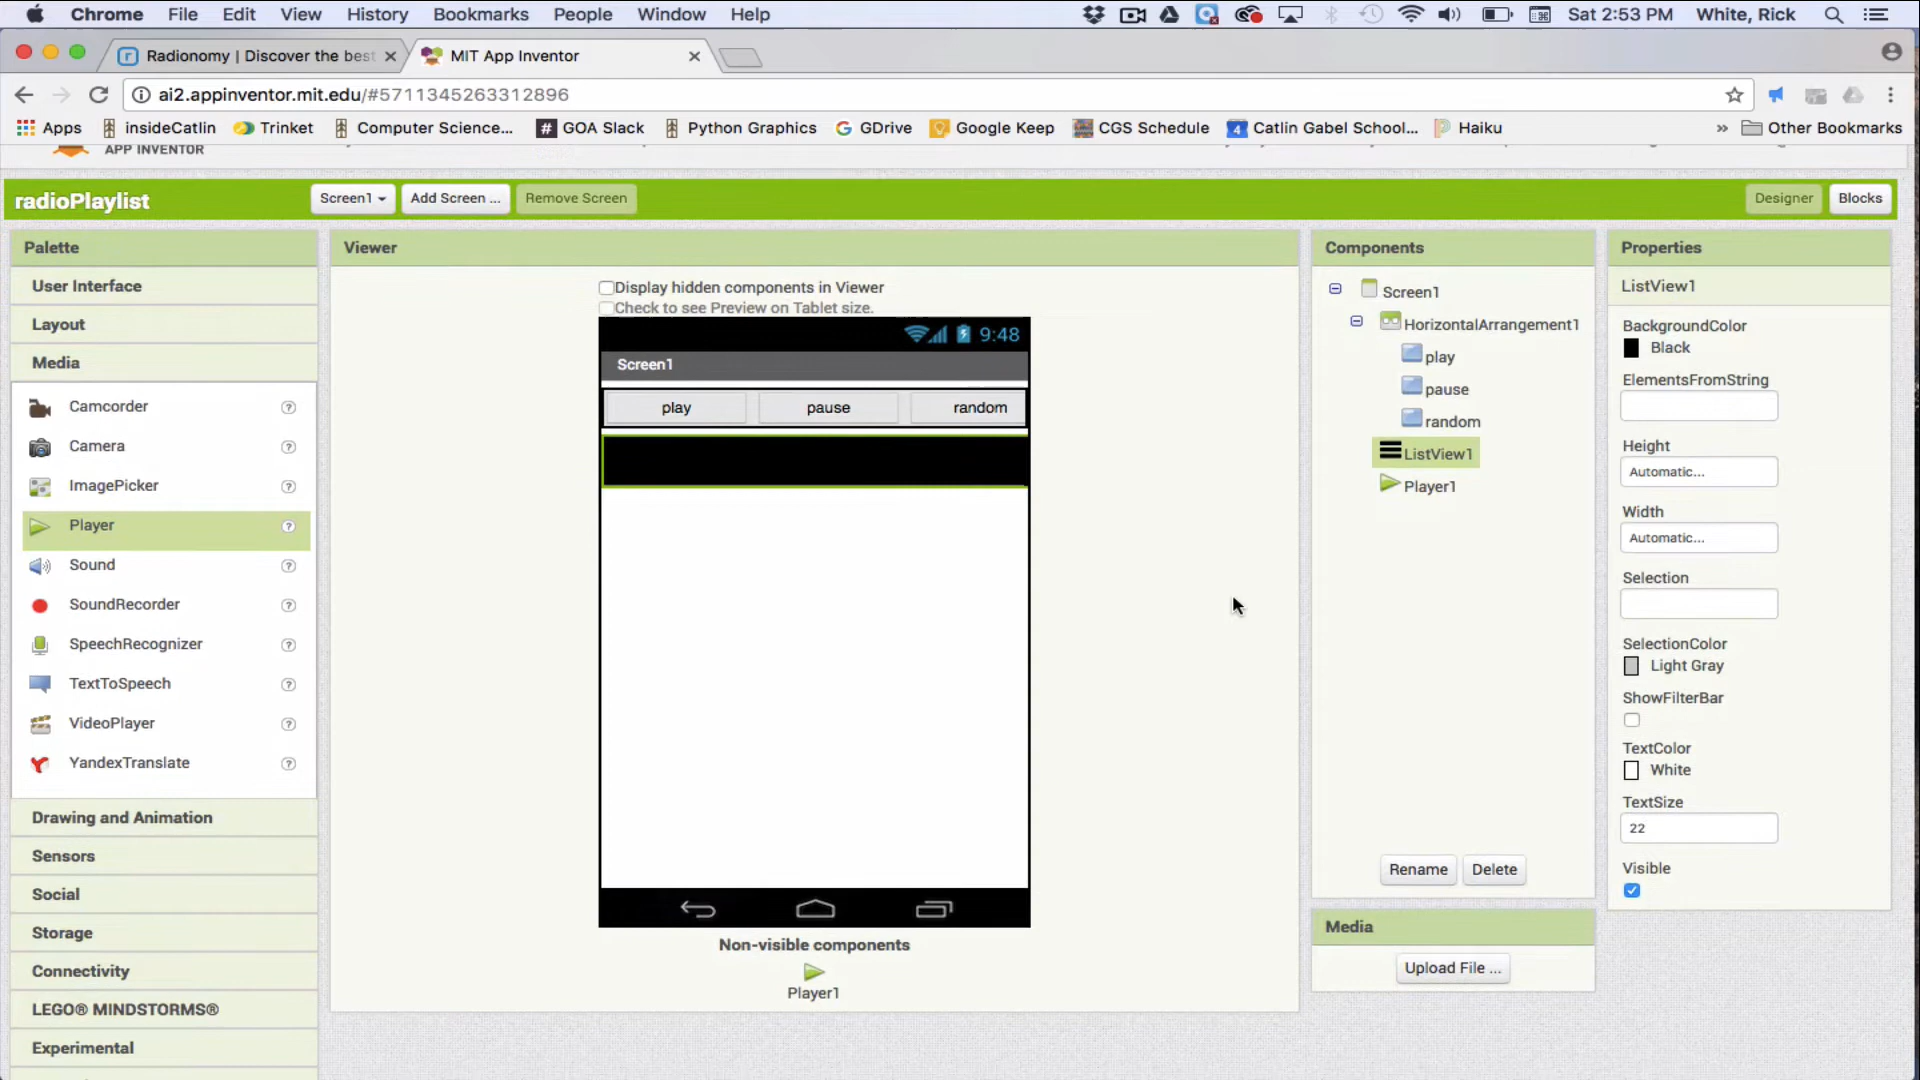 Chrome File Edit View History Bookmarks People Window Help Sat 2:53 PM White, Rick
Radionomy | Discover the best
MIT App Inventor
ai2.appinventor.mit.edu/#5711345263312896
Apps insideCatlin Trinket Computer Science... GOA Slack Python Graphics GDrive Google Keep CGS Schedule Catlin Gabel School... Haiku » Other Bookmarks
APP INVENTOR
radioPlaylist Screen1 Add Screen ... Remove Screen Designer Blocks
Palette
User Interface
Layout
Media
Camcorder
Camera
ImagePicker
Player
Sound
SoundRecorder
SpeechRecognizer
TextToSpeech
VideoPlayer
YandexTranslate
Drawing and Animation
Sensors
Social
Storage
Connectivity
LEGO® MINDSTORMS®
Experimental
Viewer
Display hidden components in Viewer
Check to see Preview on Tablet size.
9:48
Screen1
play pause random
Non-visible components
Player1
Components
Screen1
HorizontalArrangement1
play
pause
random
ListView1
Player1
Rename Delete
Media
Upload File ...
Properties
ListView1
BackgroundColor
Black
ElementsFromString
Height
Automatic...
Width
Automatic...
Selection
SelectionColor
Light Gray
ShowFilterBar
TextColor
White
TextSize
22
Visible